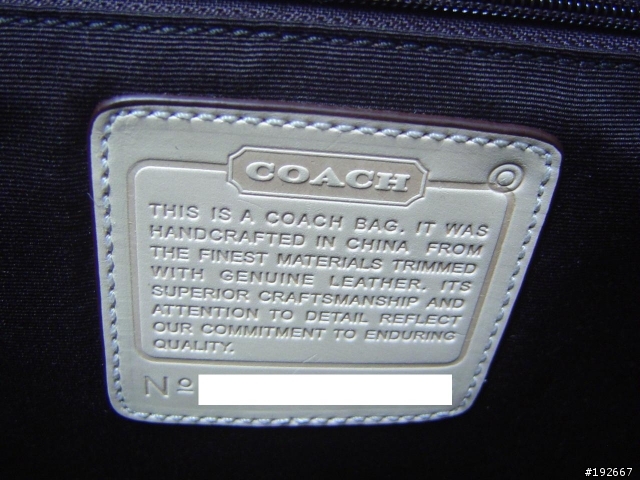 COACH
THIS IS A COACH BAG. IT WAS
HANDCRAFTED IN CHINA FROM
THE FINEST MATERIALS TRIMMED
WITH GENUINE LEATHER. ITS
SUPERIOR CRAFTSMANSHIP AND
ATTENTION TO DETAIL REFLECT
OUR COMMITMENT TO ENDURING
QUALITY.
Nº
#192667